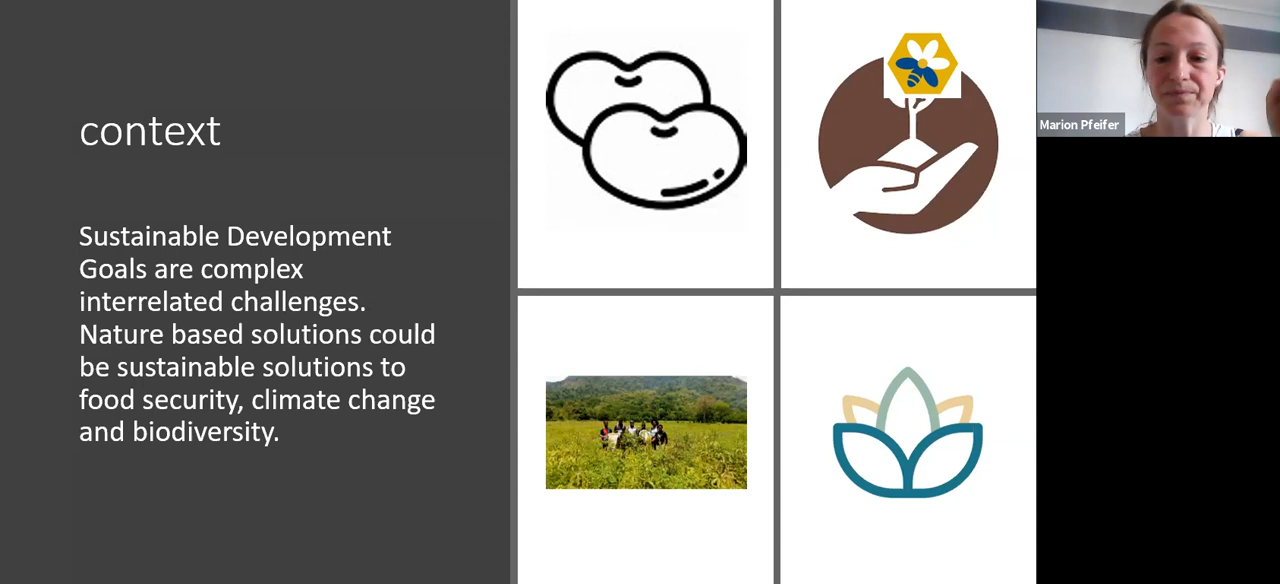 context
Sustainable Development
Goals are complex
interrelated challenges.
Nature based solutions could
be sustainable solutions to
food security, climate change
and biodiversity.
Marion Pfeifer